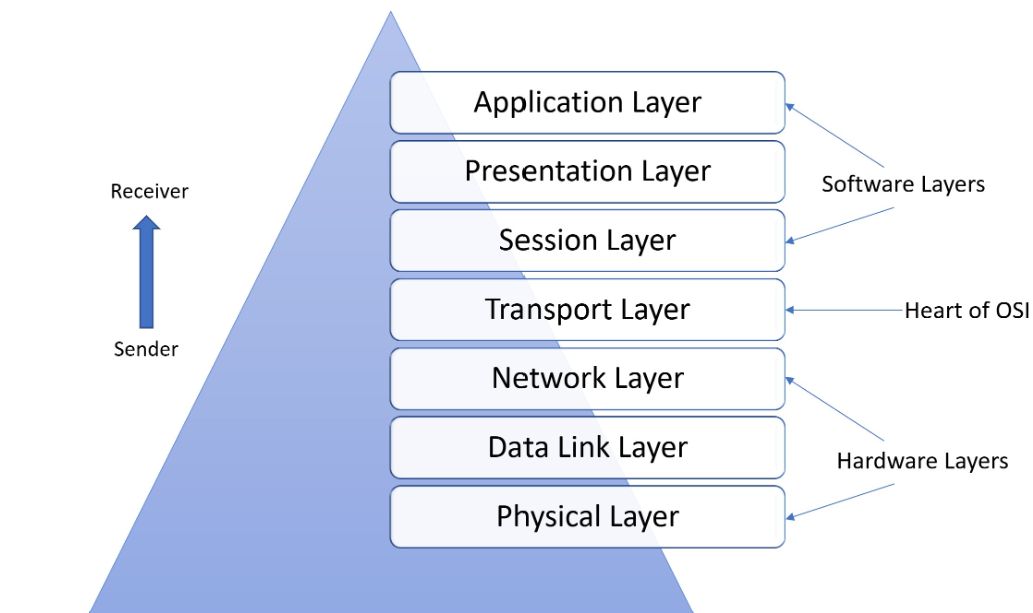 Application Layer
Presentation Layer
Software Layers
Receiver
Session Layer
Transport Layer
Heart of OSI
Sender
Network Layer
Data Link Layer
Hardware Layers
Physical Layer